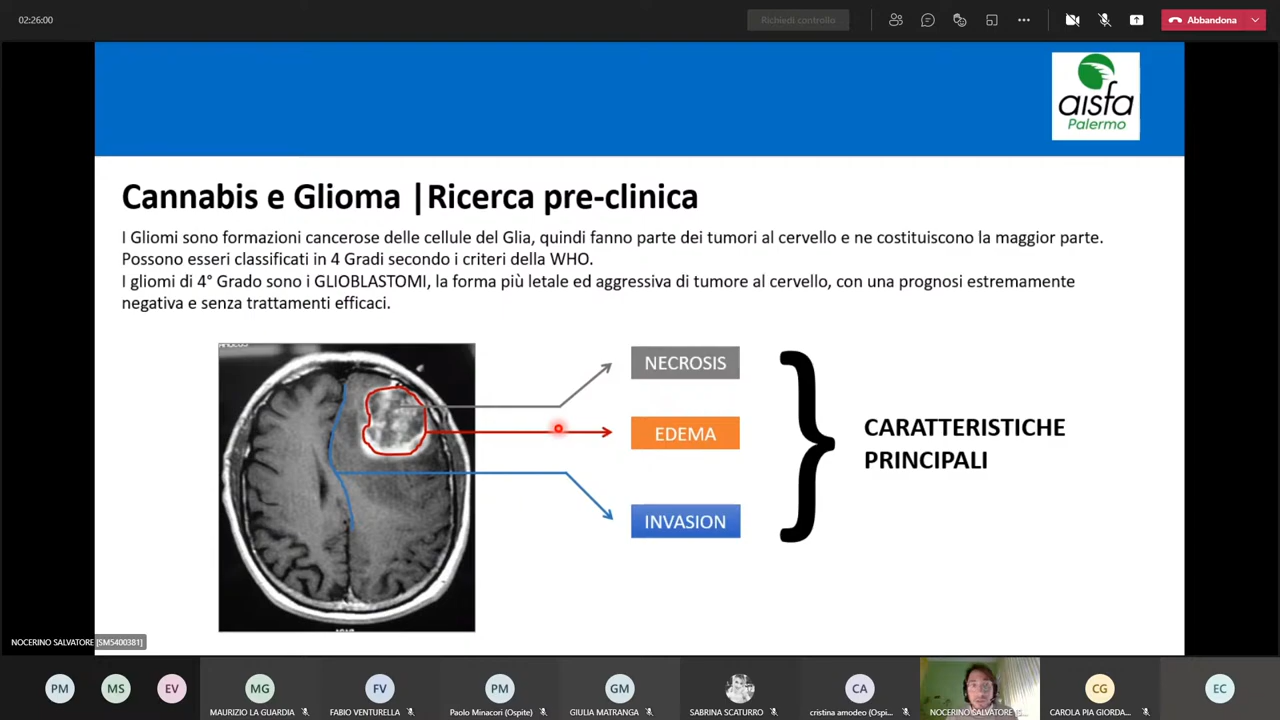 02:26:00
Richiedi controllo
Abbandona
aisfa
Palermo
Cannabis e Glioma |Ricerca pre-clinica
I Gliomi sono formazioni cancerose delle cellule del Glia, quindi fanno parte dei tumori al cervello e ne costituiscono la maggior parte.
Possono esseri classificati in 4 Gradi secondo i criteri della WHO.
I gliomi di 4° Grado sono i GLIOBLASTOMI, la forma più letale ed aggressiva di tumore al cervello, con una prognosi estremamente
negativa e senza trattamenti efficaci.
NECROSIS
EDEMA
INVASION
CARATTERISTICHE
PRINCIPALI
NOCERINO SALVATORE [SM5400381]
PM
MS
EV
MG
MAURIZIO LA GUARDIA
FV
FABIO VENTURELLA
PM
Paolo Minacori (Ospite)
GM
GIULIA MATRANGA
SABRINA SCATURRO
CA
cristina amodeo (Ospi...
NOCERINO SALVATORE
CG
CAROLA PIA GIORDA...
EC